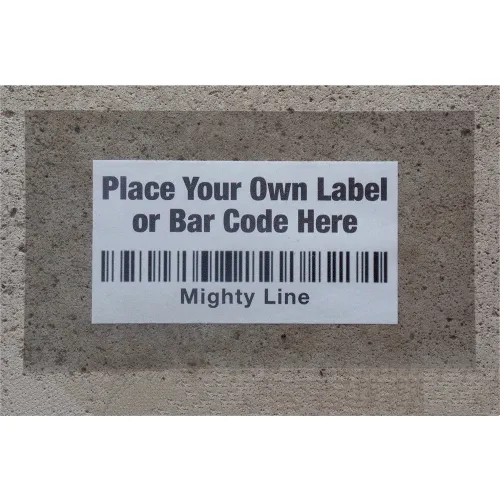 Place Your Own Label
or Bar Code Here
Mighty Line